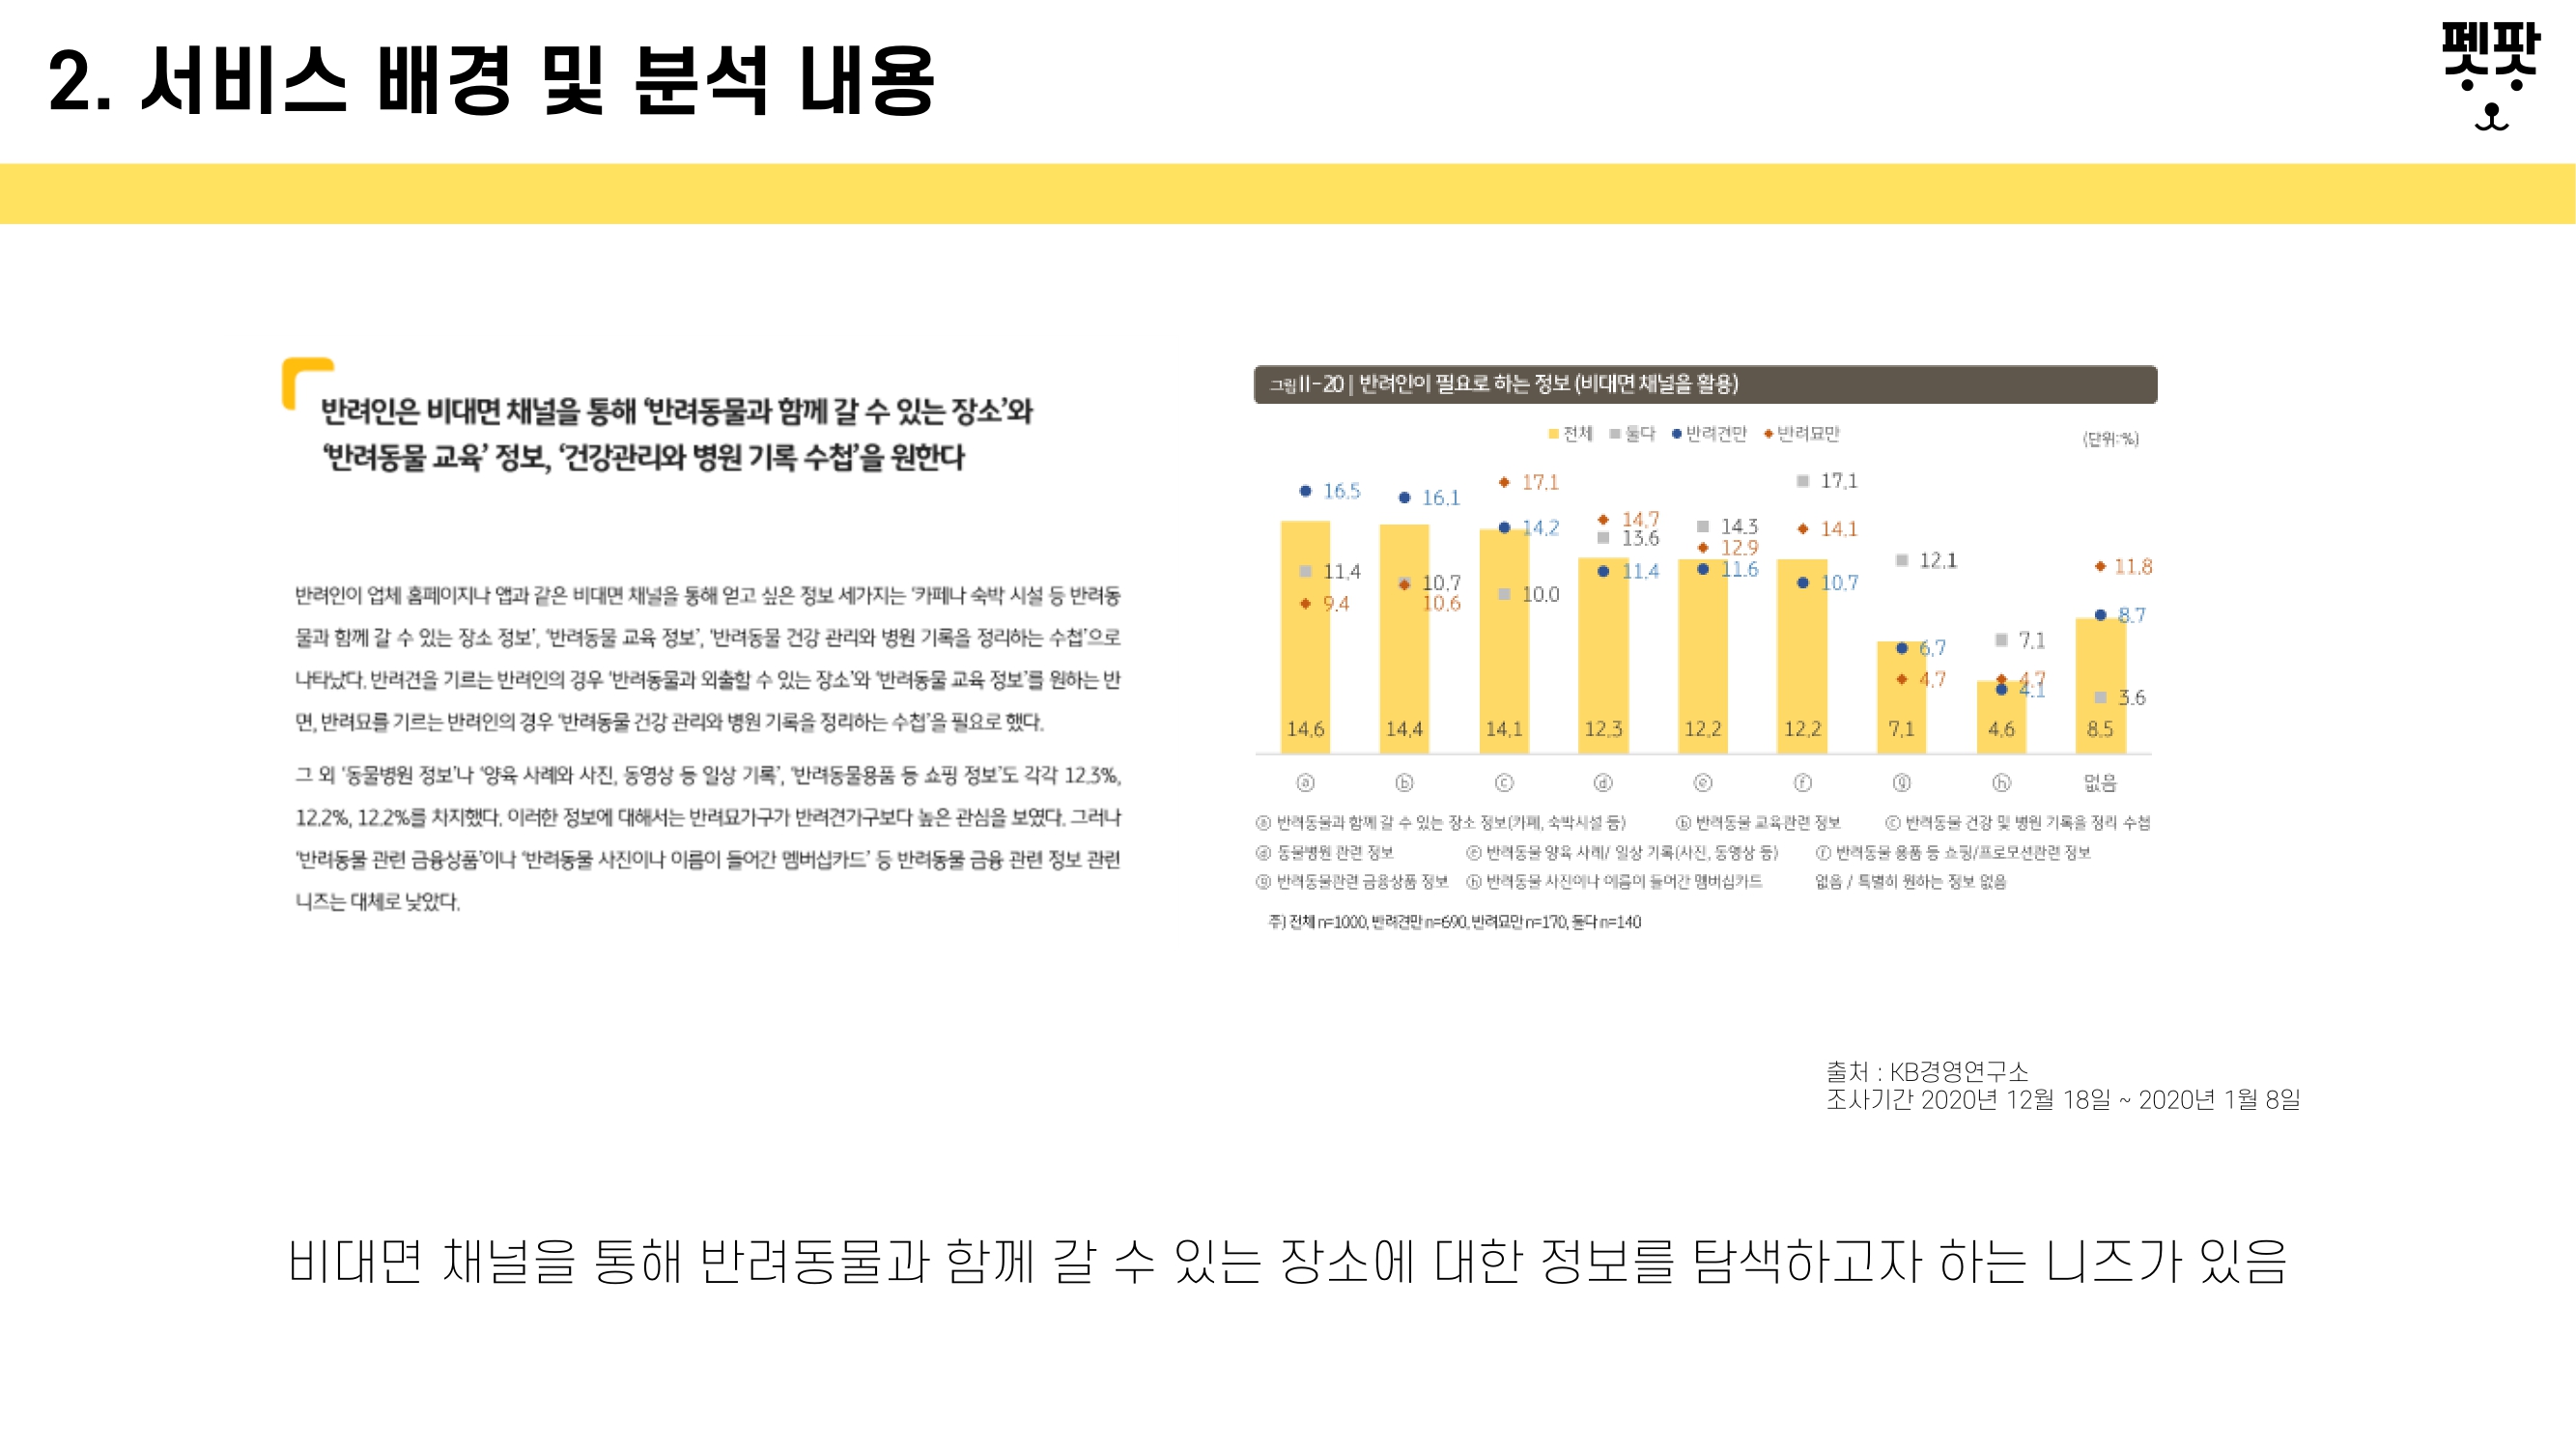 2. 서비스 배경 및 분석 내용
펫팟
반려인은 비대면 채널을 통해 ‘반려동물과 함께 갈 수 있는 장소’와
‘반려동물 교육’ 정보, ‘건강관리와 병원 기록 수첩’을 원한다
반려인이 업체 홈페이지나 앱과 같은 비대면 채널을 통해 얻고 싶은 정보 세가지는 ‘카페나 숙박 시설 등 반려동
물과 함께 갈 수 있는 장소 정보’, ‘반려동물 교육 정보’, ‘반려동물 건강 관리와 병원 기록을 정리하는 수첩’으로
나타났다. 반려견을 기르는 반려인의 경우 ‘반려동물과 외출할 수 있는 장소’와 ‘반려동물 교육 정보’를 원하는 반
면, 반려묘를 기르는 반려인의 경우 ‘반려동물 건강 관리와 병원 기록을 정리하는 수첩’을 필요로 했다.
그 외 ‘동물병원 정보’나 ‘양육 사례와 사진, 동영상 등 일상 기록’, ‘반려동물용품 등 쇼핑 정보’도 각각 12.3%,
12.2%, 12.2%를 차지했다. 이러한 정보에 대해서는 반려묘가구가 반려견가구보다 높은 관심을 보였다. 그러나
‘반려동물 관련 금융상품’이나 ‘반려동물 사진이나 이름이 들어간 멤버십카드’ 등 반려동물 금융 관련 정보 관련
니즈는 대체로 낮았다.
그림II-20 | 반려인이 필요로 하는 정보 (비대면 채널을 활용)
전체 둘다 반려견만 반려묘만
(단위:%)
16.5 11.4 9.4 14.6
16.1 10.7 10.6 14.4
17.1 14.2 10.0 14.1
14.7 13.6 11.4 12.3
14.3 12.9 11.6 12.2
17.1 14.1 10.7 12.2
12.1 6.7 4.7 7.1
7.1 4.7 4.1 4.6
11.8 8.7 3.6 8.5
ⓐ ⓑ ⓒ ⓓ ⓔ ⓕ ⓖ ⓗ 없음
ⓐ 반려동물과 함께 갈 수 있는 장소 정보(카페, 숙박시설 등) ⓑ 반려동물 교육관련 정보 ⓒ 반려동물 건강 및 병원 기록을 정리 수첩
ⓓ 동물병원 관련 정보 ⓔ 반려동물 양육 사례/ 일상 기록(사진, 동영상 등) ⓕ 반려동물 용품 등 쇼핑/프로모션관련 정보
ⓖ 반려동물관련 금융상품 정보 ⓗ 반려동물 사진이나 이름이 들어간 멤버십카드 없음 / 특별히 원하는 정보 없음
주) 전체 n=1000, 반려견만 n=690, 반려묘만 n=170, 둘다 n=140
출처 : KB경영연구소
조사기간 2020년 12월 18일 ~ 2020년 1월 8일
비대면 채널을 통해 반려동물과 함께 갈 수 있는 장소에 대한 정보를 탐색하고자 하는 니즈가 있음